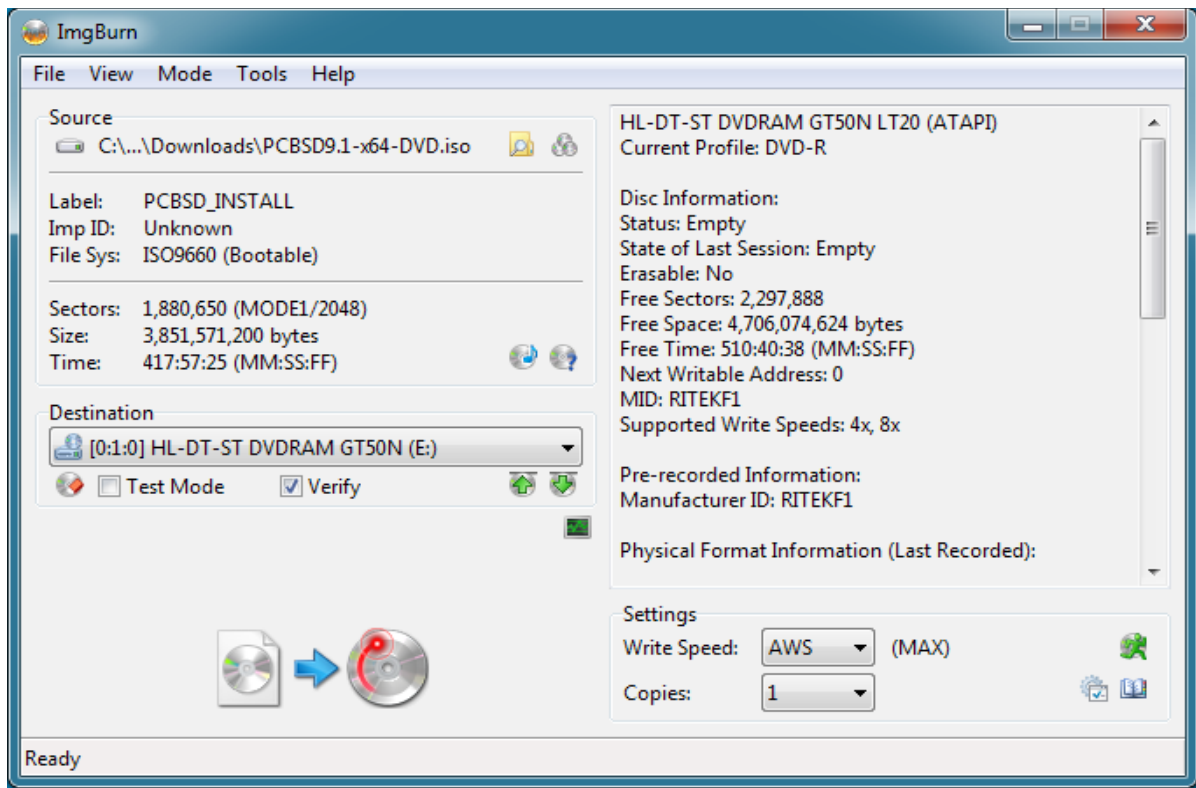 ImgBurn
File View Mode Tools Help
Source
C:\...\Downloads\PCBSD9.1-x64-DVD.iso
Label: PCBSD_INSTALL
Imp ID: Unknown
File Sys: ISO9660 (Bootable)
Sectors: 1,880,650 (MODE1/2048)
Size: 3,851,571,200 bytes
Time: 417:57:25 (MM:SS:FF)
Destination
[0:1:0] HL-DT-ST DVDRAM GT50N (E:)
Test Mode Verify
HL-DT-ST DVDRAM GT50N LT20 (ATAPI)
Current Profile: DVD-R
Disc Information:
Status: Empty
State of Last Session: Empty
Erasable: No
Free Sectors: 2,297,888
Free Space: 4,706,074,624 bytes
Free Time: 510:40:38 (MM:SS:FF)
Next Writable Address: 0
MID: RITEKF1
Supported Write Speeds: 4x, 8x
Pre-recorded Information:
Manufacturer ID: RITEKF1
Physical Format Information (Last Recorded):
Settings
Write Speed: AWS (MAX)
Copies: 1
Ready